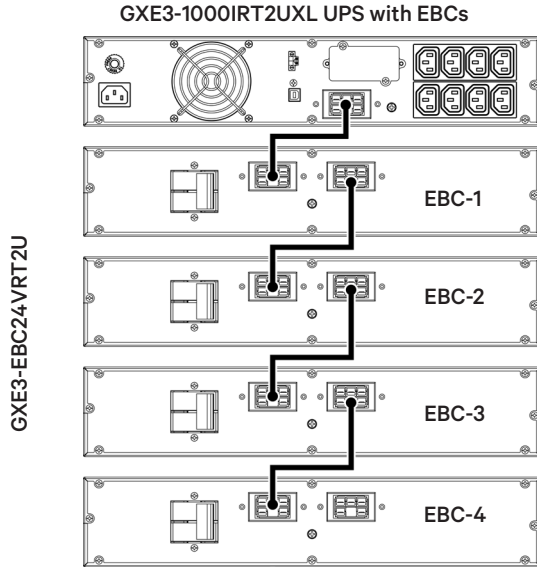 GXE3-1000IRT2UXL UPS with EBCs
GXE3-EBC24VRT2U
EBC-1
EBC-2
EBC-3
EBC-4